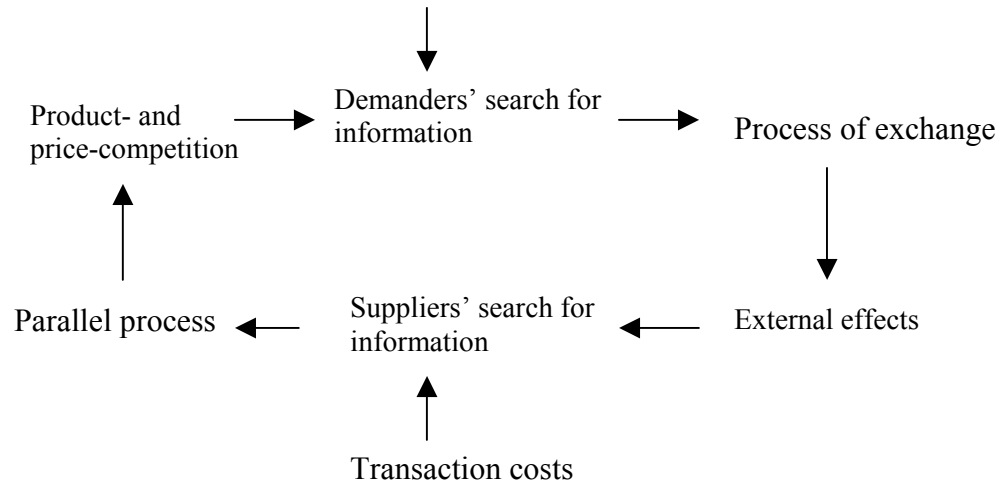 Product- and
price-competition
Demanders’ search for
information
Process of exchange
Parallel process
Suppliers’ search for
information
External effects
Transaction costs